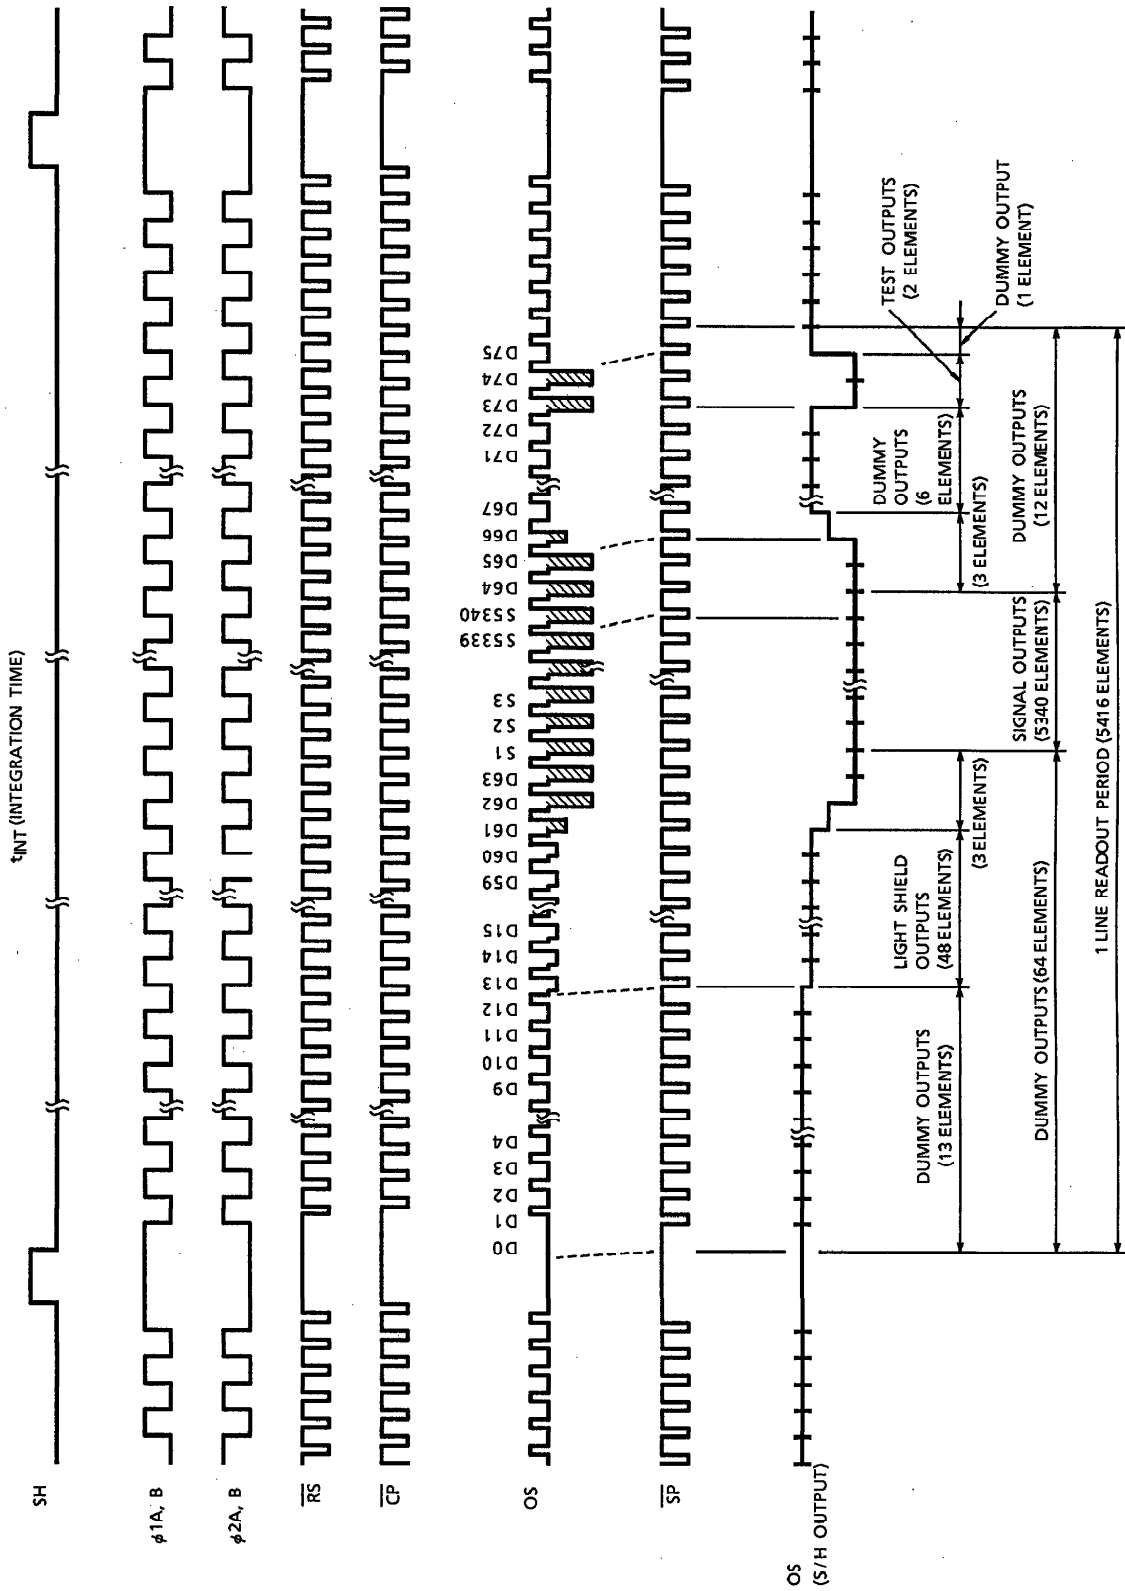 t_INT (INTEGRATION TIME)
SH
φ1A, B
φ2A, B
RS
CP
OS
D0
D1
D2
D3
D4
D9
D10
D11
D12
D13
D14
D15
D59
D60
D61
D62
D63
S1
S2
S3
S5339
S5340
D64
D65
D66
D67
D71
D72
D73
D74
D75
SP
OS
(S/H OUTPUT)
DUMMY OUTPUTS
(13 ELEMENTS)
LIGHT SHIELD
OUTPUTS
(48 ELEMENTS)
(3 ELEMENTS)
DUMMY OUTPUTS (64 ELEMENTS)
SIGNAL OUTPUTS
(5340 ELEMENTS)
(3 ELEMENTS)
DUMMY
OUTPUTS
(6
ELEMENTS)
TEST OUTPUTS
(2 ELEMENTS)
DUMMY OUTPUT
(1 ELEMENT)
DUMMY OUTPUTS
(12 ELEMENTS)
1 LINE READOUT PERIOD (5416 ELEMENTS)